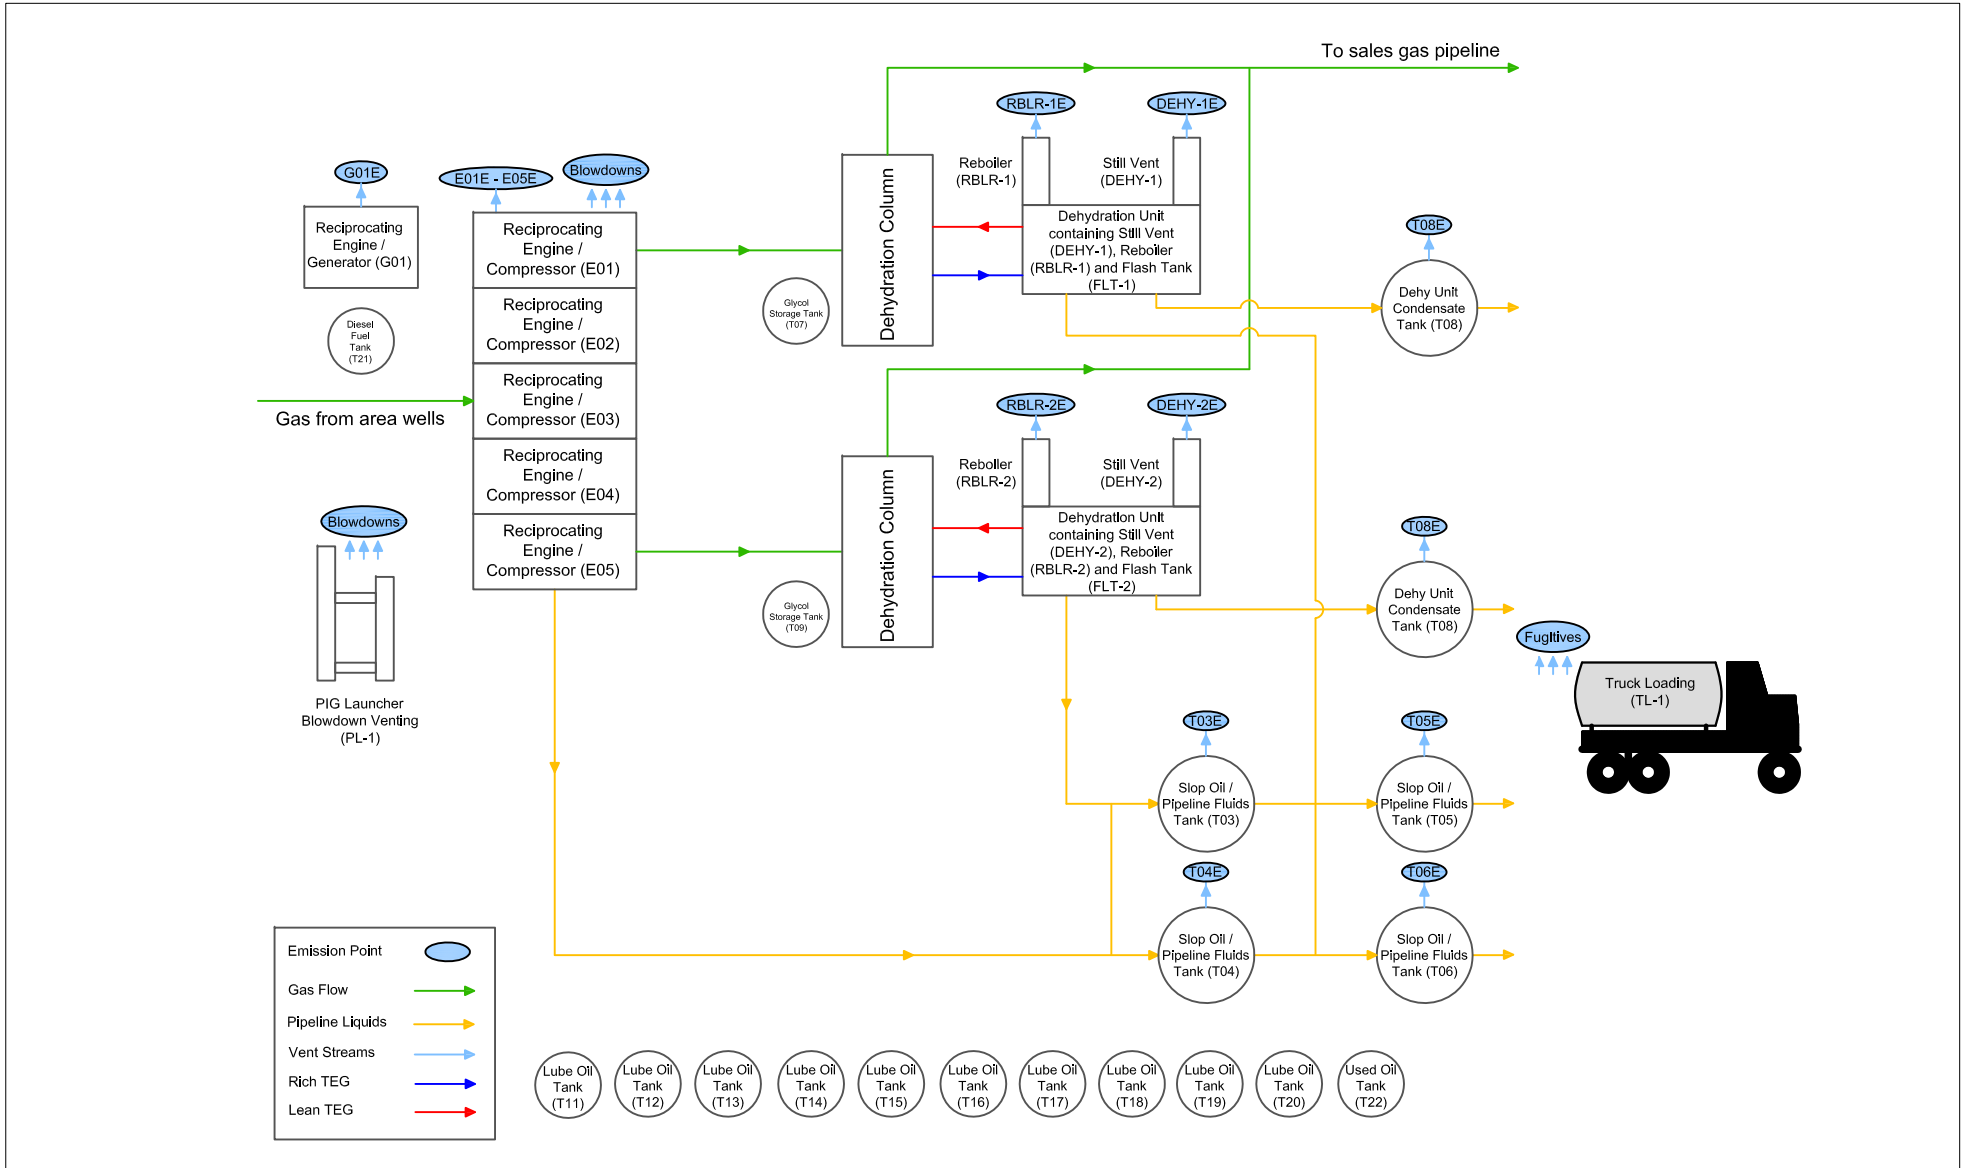 To sales gas pipeline
RBLR-1E
DEHY-1E
G01E
E01E - E05E
Blowdowns
Reboiler
(RBLR-1)
Still Vent
(DEHY-1)
Reciprocating
Engine /
Generator (G01)
Reciprocating
Engine /
Compressor (E01)
Dehydration Column
Dehydration Unit
containing Still Vent
(DEHY-1), Reboiler
(RBLR-1) and Flash Tank
(FLT-1)
T08E
Dehy Unit
Condensate
Tank (T08)
Glycol
Storage Tank
(T07)
Diesel
Fuel
Tank
(T21)
Reciprocating
Engine /
Compressor (E02)
Reciprocating
Engine /
Compressor (E03)
Gas from area wells
RBLR-2E
DEHY-2E
Reboiler
(RBLR-2)
Still Vent
(DEHY-2)
Reciprocating
Engine /
Compressor (E04)
Reciprocating
Engine /
Compressor (E05)
Dehydration Column
Dehydration Unit
containing Still Vent
(DEHY-2), Reboiler
(RBLR-2) and Flash Tank
(FLT-2)
Glycol
Storage Tank
(T09)
T08E
Dehy Unit
Condensate
Tank (T08)
Blowdowns
PIG Launcher
Blowdown Venting
(PL-1)
Fugitives
Truck Loading
(TL-1)
T03E
T05E
Slop Oil /
Pipeline Fluids
Tank (T03)
Slop Oil /
Pipeline Fluids
Tank (T05)
T04E
T06E
Slop Oil /
Pipeline Fluids
Tank (T04)
Slop Oil /
Pipeline Fluids
Tank (T06)
Emission Point
Gas Flow
Pipeline Liquids
Vent Streams
Rich TEG
Lean TEG
Lube Oil
Tank
(T11)
Lube Oil
Tank
(T12)
Lube Oil
Tank
(T13)
Lube Oil
Tank
(T14)
Lube Oil
Tank
(T15)
Lube Oil
Tank
(T16)
Lube Oil
Tank
(T17)
Lube Oil
Tank
(T18)
Lube Oil
Tank
(T19)
Lube Oil
Tank
(T20)
Used Oil
Tank
(T22)